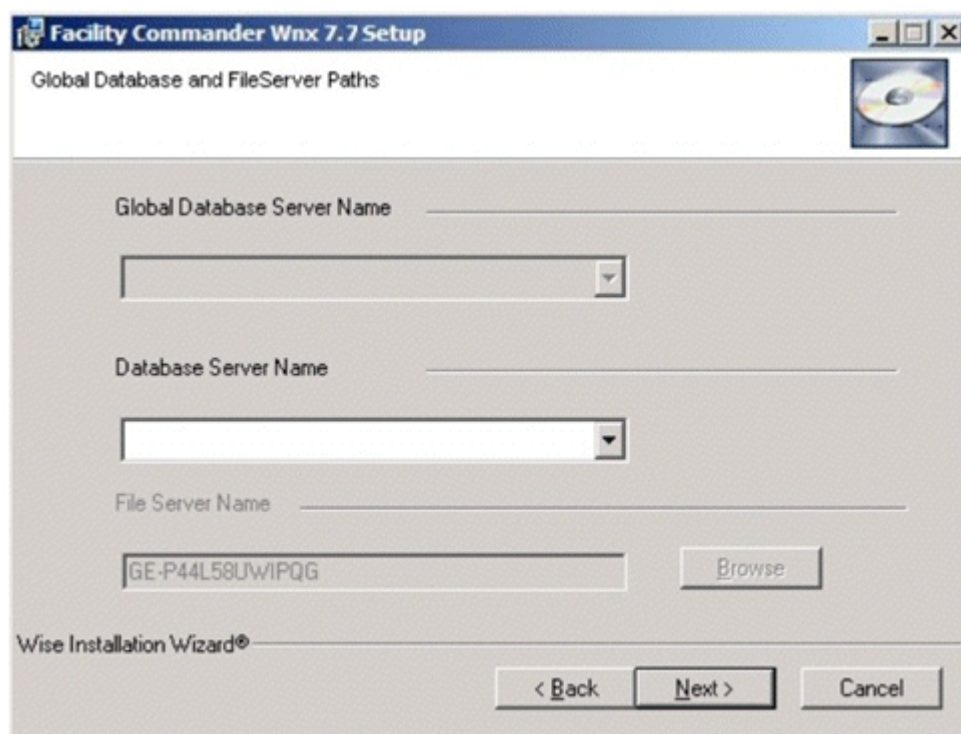 Facility Commander Wnx 7.7 Setup
Global Database and FileServer Paths
Global Database Server Name
Database Server Name
File Server Name
GE-P44L58UWIPQG
Browse
Wise Installation Wizard®
< Back
Next >
Cancel